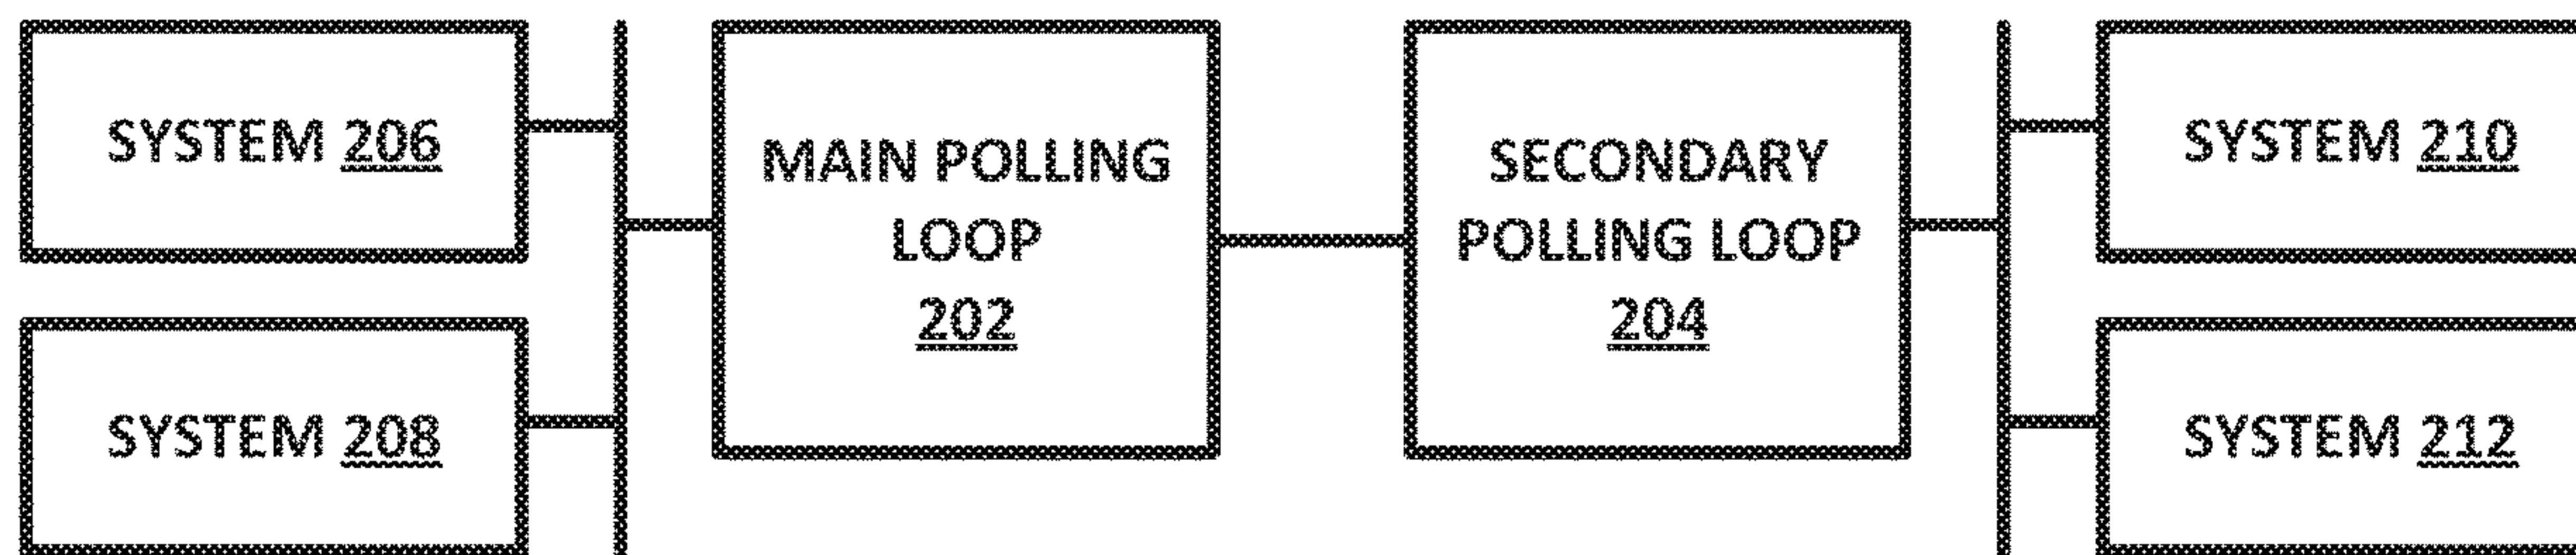 SYSTEM 206
SYSTEM 208
MAIN POLLING
LOOP
202
SECONDARY
POLLING LOOP
204
SYSTEM 210
SYSTEM 212